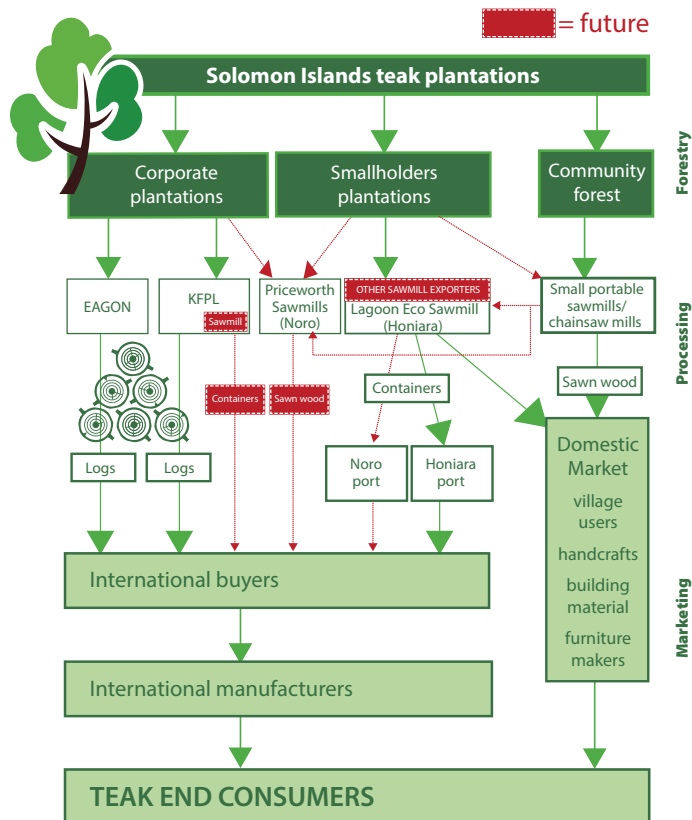 = future
Solomon Islands teak plantations
Corporate
plantations
Smallholders
plantations
Community
forest
Forestry
EAGON
KFPL
Sawmill
Priceworth
Sawmills
(Noro)
OTHER SAWMILL EXPORTERS
Lagoon Eco Sawmill
(Honiara)
Small portable
sawmills/
chainsaw mills
Processing
Containers
Sawn wood
Containers
Sawn wood
Logs
Logs
Noro
port
Honiara
port
Domestic
Market
village
users
handcrafts
building
material
furniture
makers
Marketing
International buyers
International manufacturers
TEAK END CONSUMERS